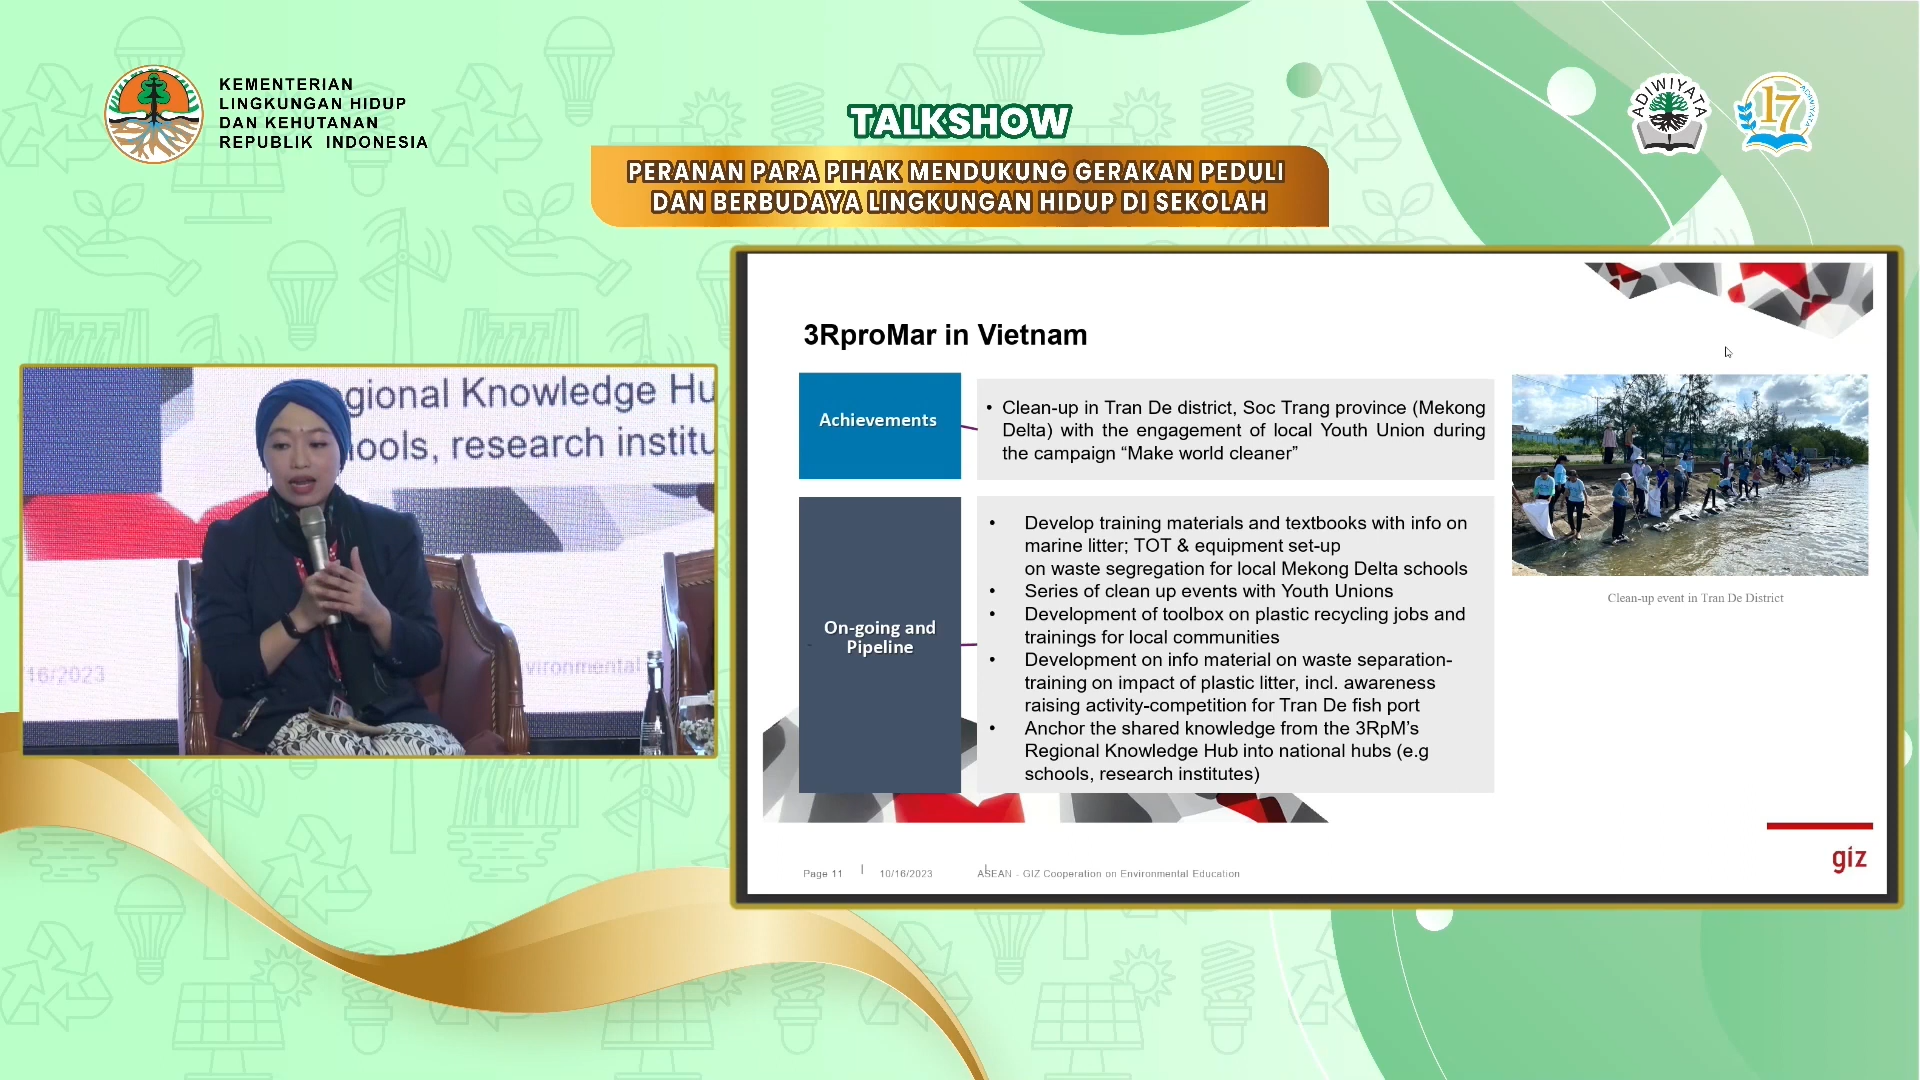 KEMENTERIAN
LINGKUNGAN HIDUP
DAN KEHUTANAN
REPUBLIK INDONESIA
TALKSHOW
PERANAN PARA PIHAK MENDUKUNG GERAKAN PEDULI
DAN BERBUDAYA LINGKUNGAN HIDUP DI SEKOLAH
ADIWIYATA
17
ADIWIYATA
gional Knowledge Hu
ools, research institu
16/2023
vironmental
3RproMar in Vietnam
Achievements
• Clean-up in Tran De district, Soc Trang province (Mekong
Delta) with the engagement of local Youth Union during
the campaign “Make world cleaner”
On-going and
Pipeline
• Develop training materials and textbooks with info on
marine litter; TOT & equipment set-up
on waste segregation for local Mekong Delta schools
• Series of clean up events with Youth Unions
• Development of toolbox on plastic recycling jobs and
trainings for local communities
• Development on info material on waste separation-
training on impact of plastic litter, incl. awareness
raising activity-competition for Tran De fish port
• Anchor the shared knowledge from the 3RpM’s
Regional Knowledge Hub into national hubs (e.g
schools, research institutes)
Clean-up event in Tran De District
Page 11 | 10/16/2023 ASEAN - GIZ Cooperation on Environmental Education
giz